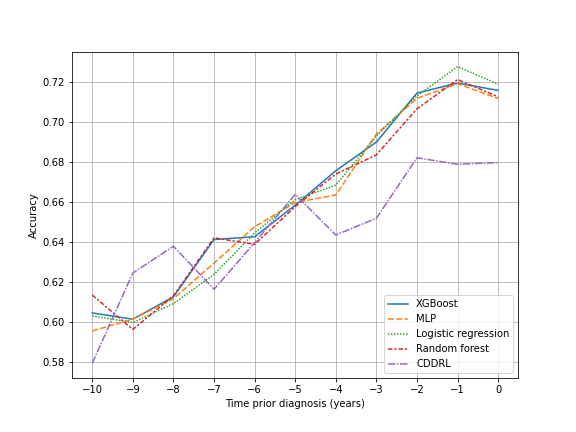 0.72
0.70
0.68
0.66
0.64
0.62
0.60
0.58
Accuracy
−10 −9 −8 −7 −6 −5 −4 −3 −2 −1 0
Time prior diagnosis (years)
XGBoost
MLP
Logistic regression
Random forest
CDDRL